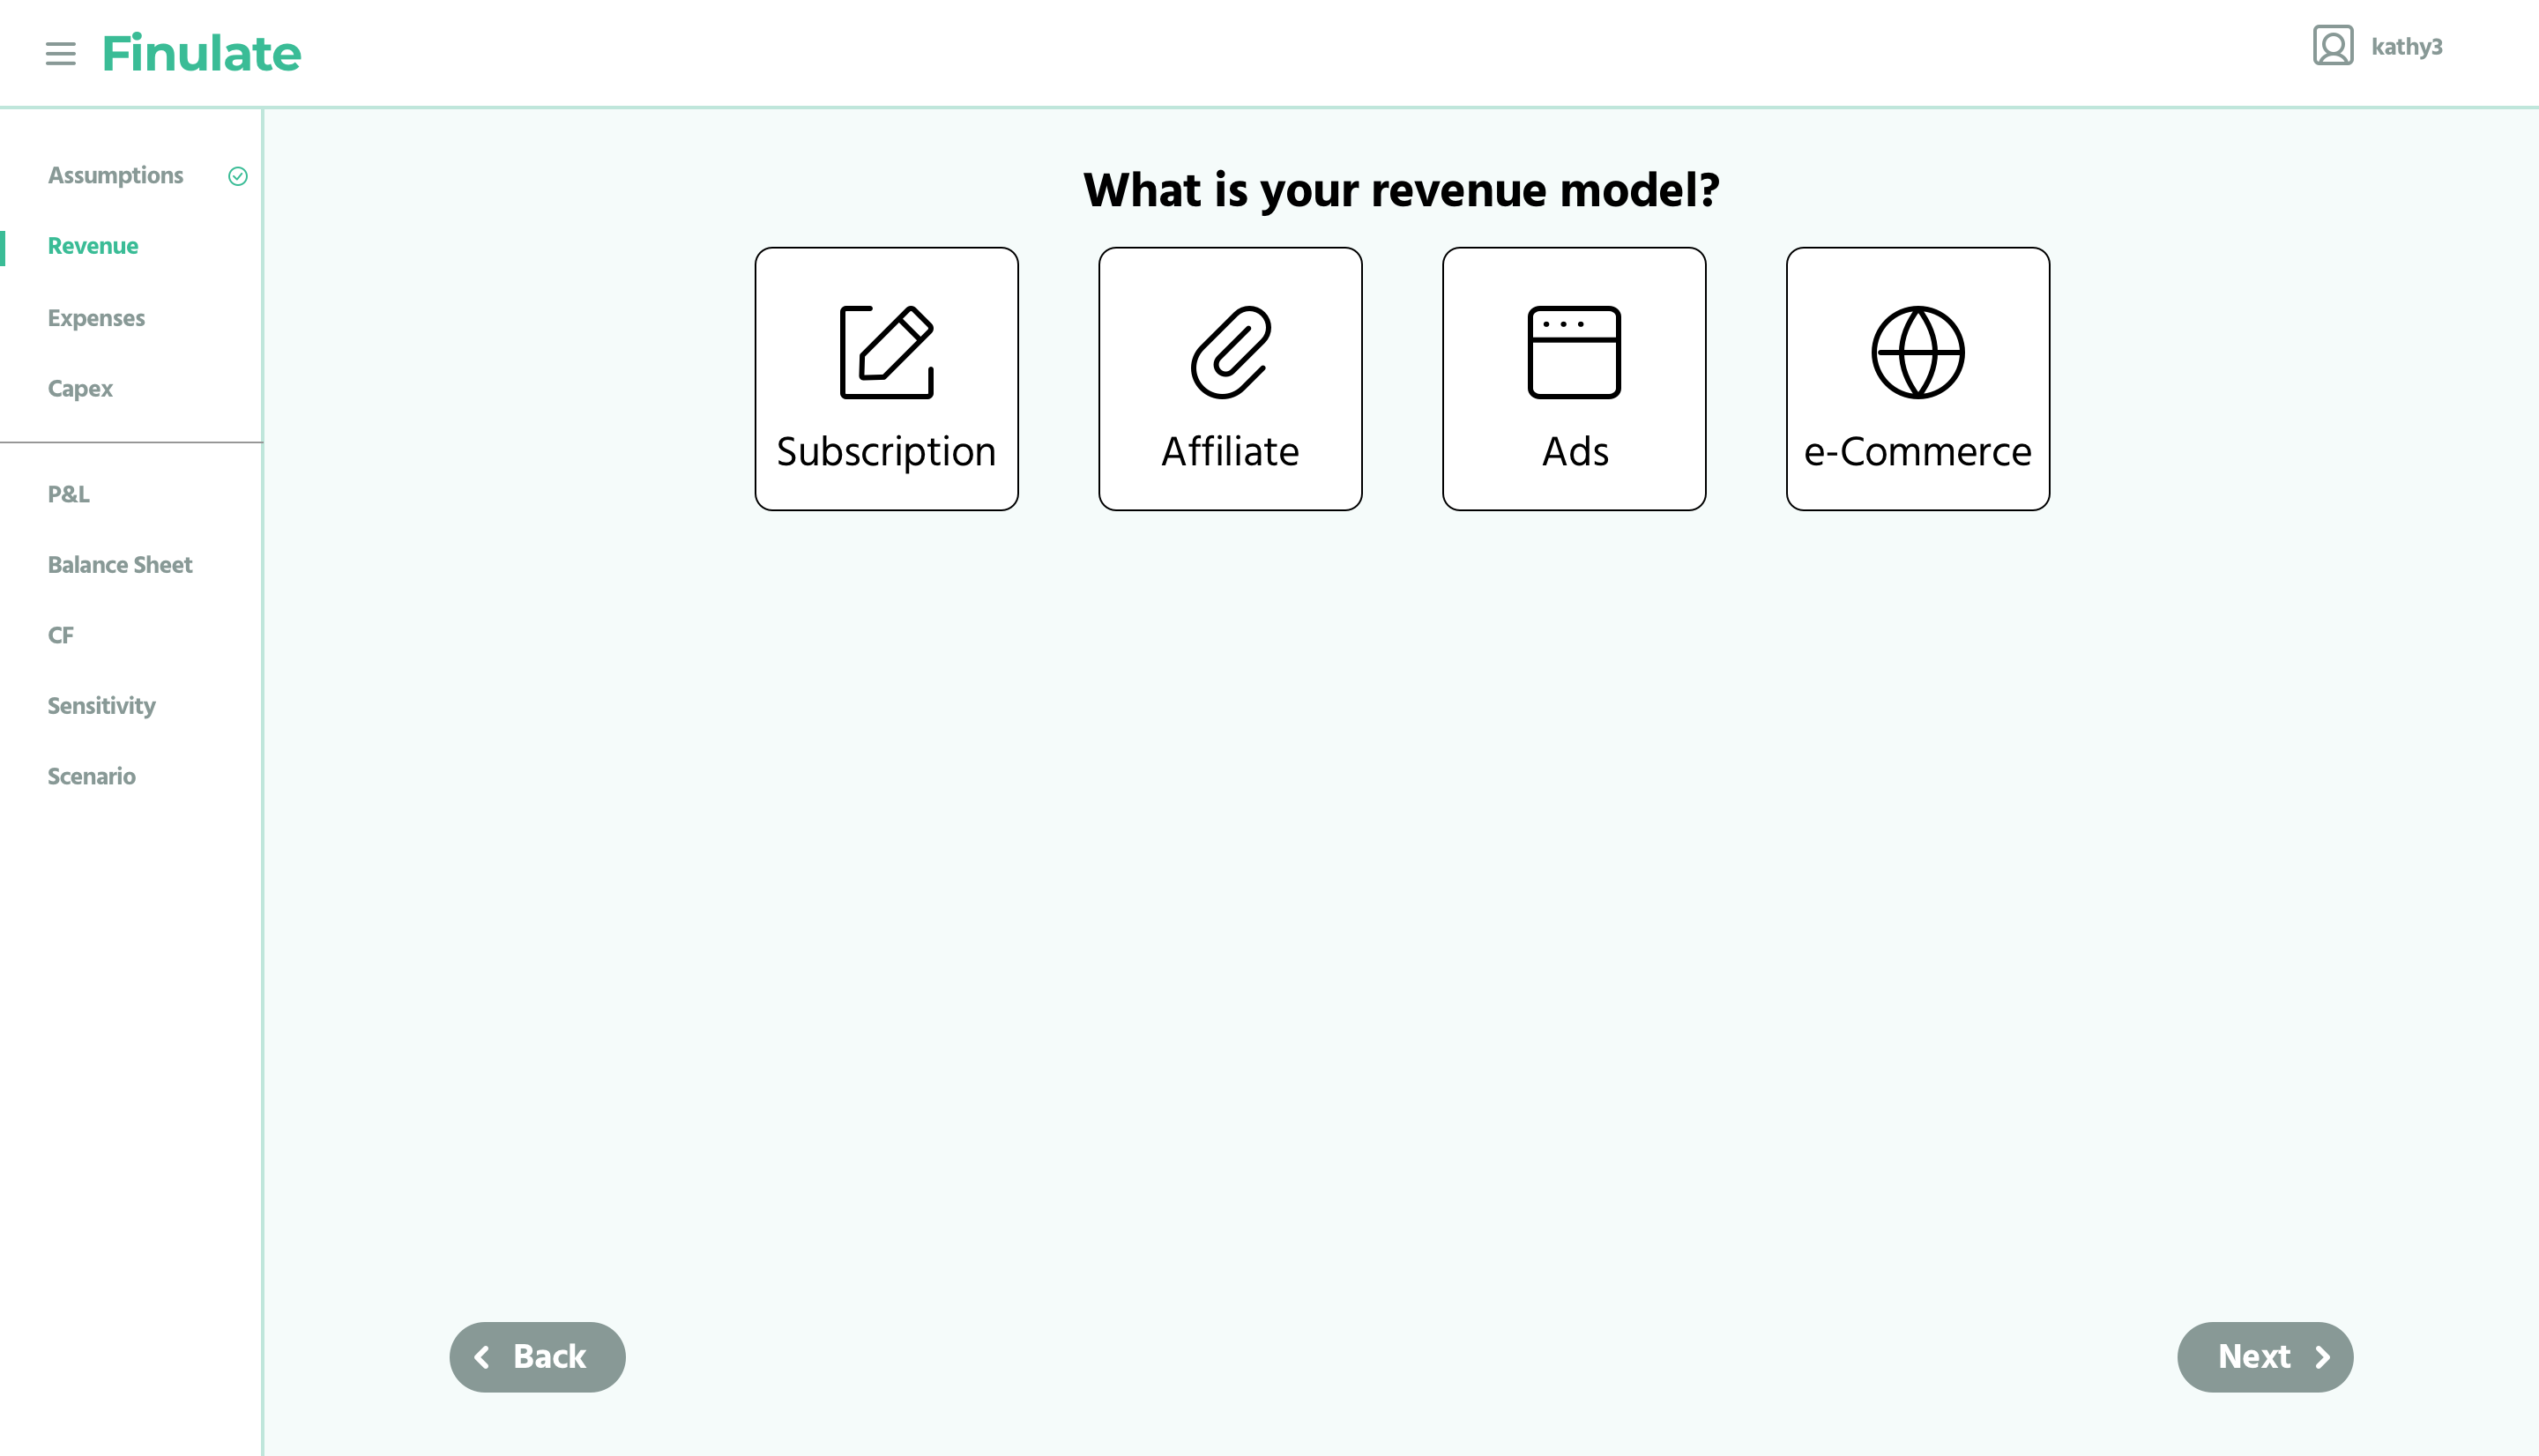 Finulate
kathy3
Assumptions
Revenue
Expenses
Capex
P&L
Balance Sheet
CF
Sensitivity
Scenario
What is your revenue model?
Subscription
Affiliate
Ads
e-Commerce
Back
Next